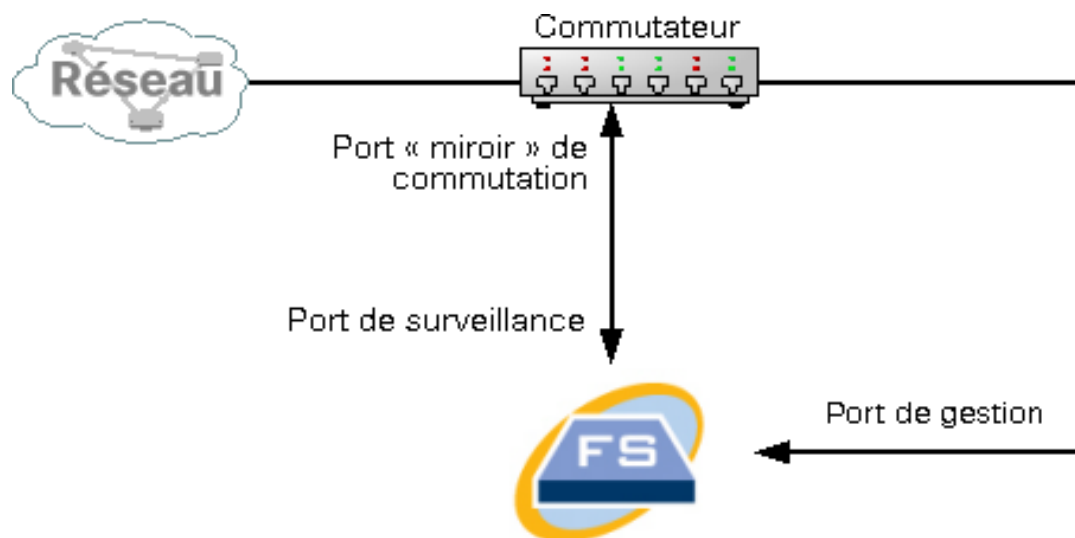 Commutateur
Réseau
Port « miroir » de
commutation
Port de surveillance
Port de gestion
FS